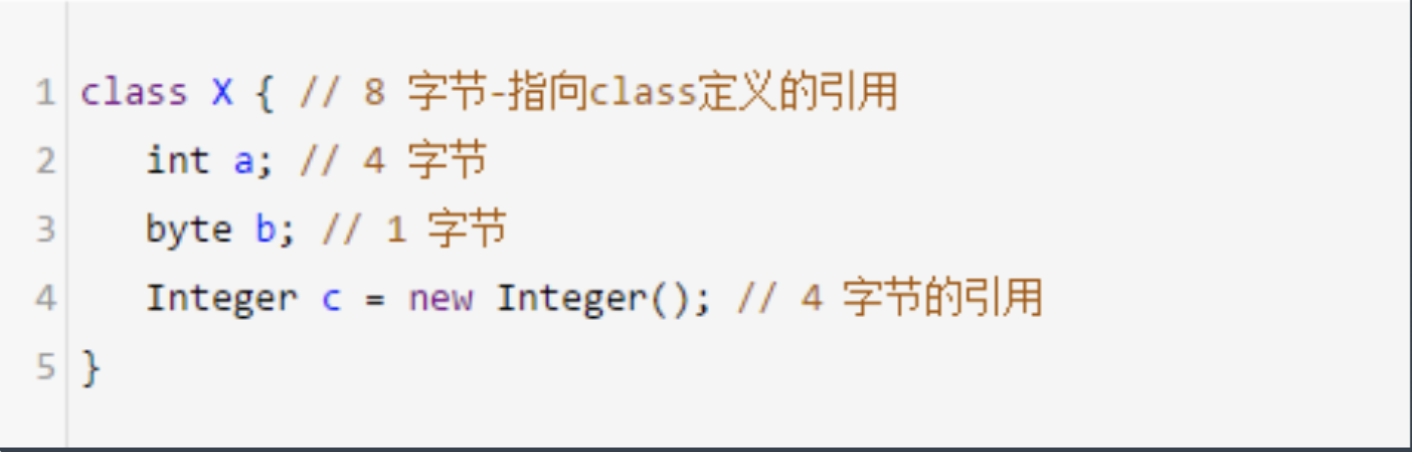 1 class X { // 8 字节-指向class定义的引用
2 int a; // 4 字节
3 byte b; // 1 字节
4 Integer c = new Integer(); // 4 字节的引用
5 }